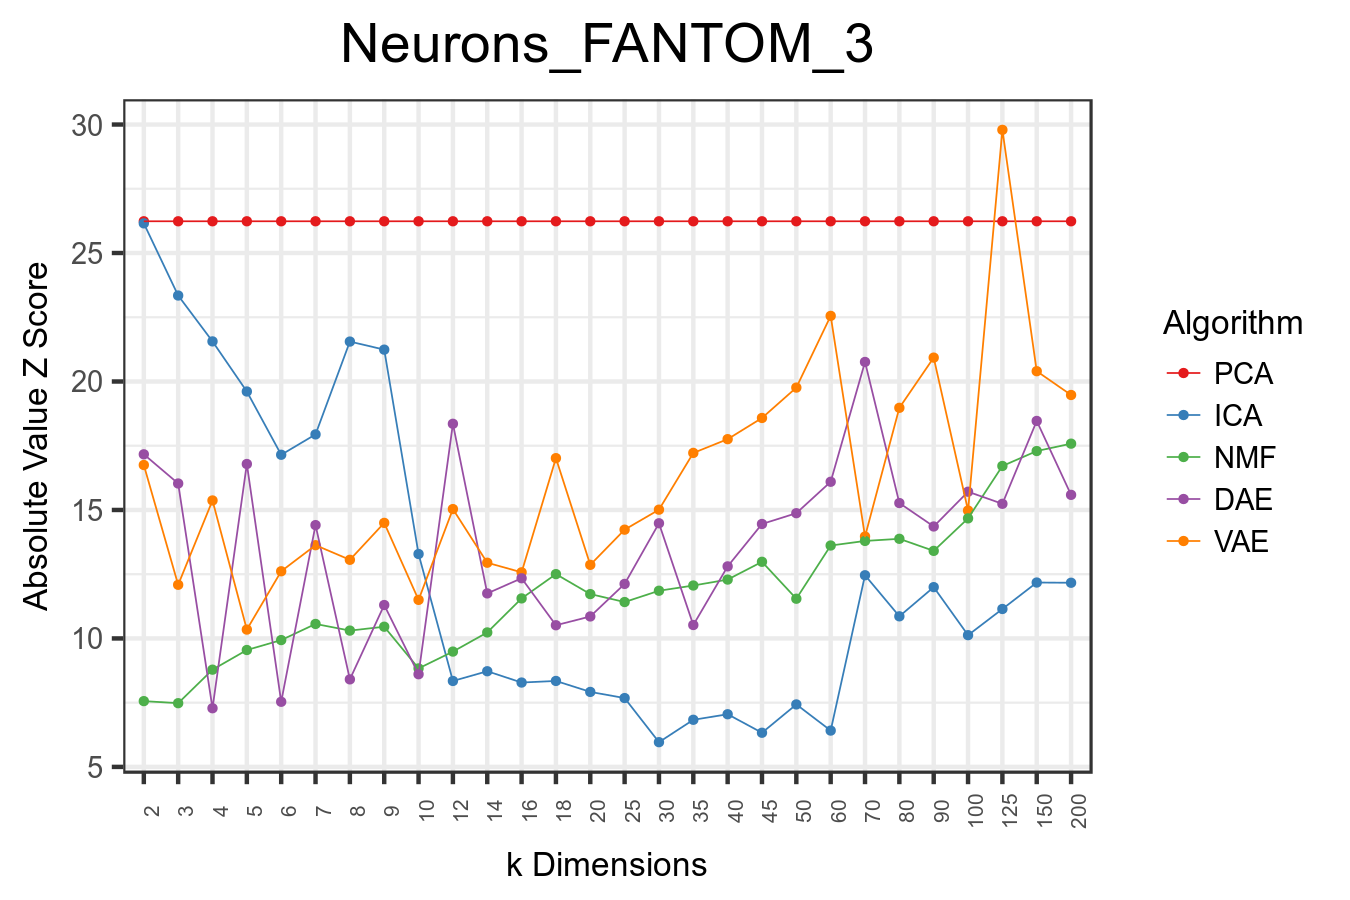 Neurons_FANTOM_3
30
25
20
15
10
5
Absolute Value Z Score
2 3 4 5 6 7 8 9 10 12 14 16 18 20 25 30 35 40 45 50 60 70 80 90 100 125 150 200
k Dimensions
Algorithm
PCA
ICA
NMF
DAE
VAE